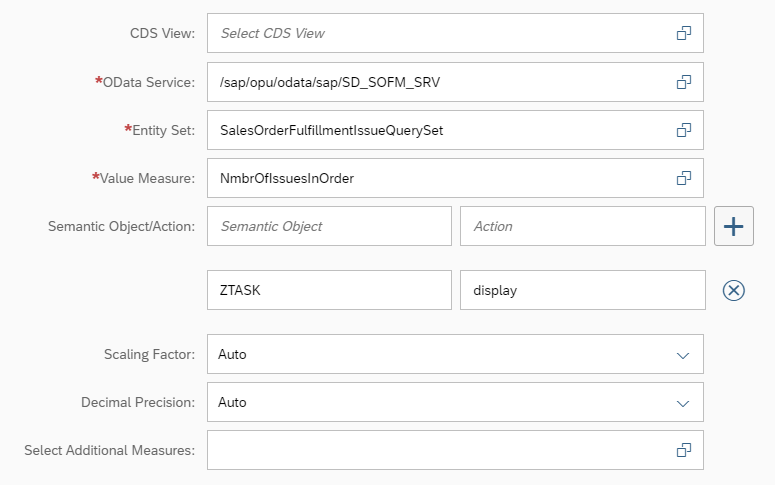 CDS View: Select CDS View
*OData Service: /sap/opu/odata/sap/SD_SOFM_SRV
*Entity Set: SalesOrderFulfillmentIssueQuerySet
*Value Measure: NmbrOfIssuesInOrder
Semantic Object/Action: Semantic Object Action
ZTASK display
Scaling Factor: Auto
Decimal Precision: Auto
Select Additional Measures: